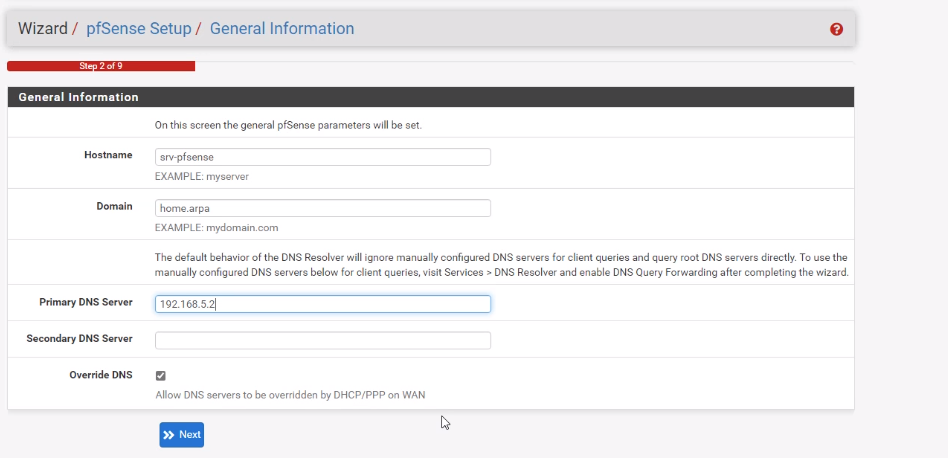 Wizard / pfSense Setup / General Information
Step 2 of 9
General Information
On this screen the general pfSense parameters will be set.
Hostname
srv-pfsense
EXAMPLE: myserver
Domain
home.arpa
EXAMPLE: mydomain.com
The default behavior of the DNS Resolver will ignore manually configured DNS servers for client queries and query root DNS servers directly. To use the
manually configured DNS servers below for client queries, visit Services > DNS Resolver and enable DNS Query Forwarding after completing the wizard.
Primary DNS Server
192.168.5.2
Secondary DNS Server
Override DNS
Allow DNS servers to be overridden by DHCP/PPP on WAN
Next